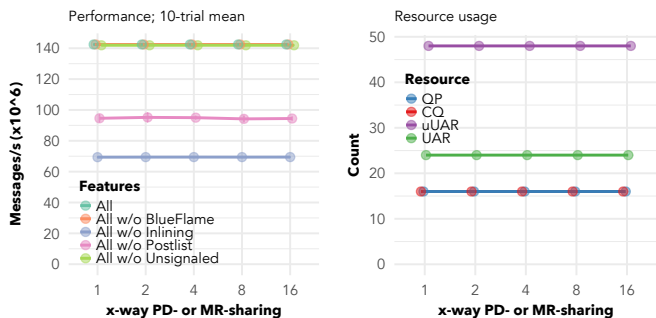 Performance; 10-trial mean
Messages/s (x10^6)
140
120
100
80
60
40
20
0
Features
All
All w/o BlueFlame
All w/o Inlining
All w/o Postlist
All w/o Unsignaled
1 2 4 8 16
x-way PD- or MR-sharing
Resource usage
Count
50
40
30
20
10
0
Resource
QP
CQ
uUAR
UAR
1 2 4 8 16
x-way PD- or MR-sharing